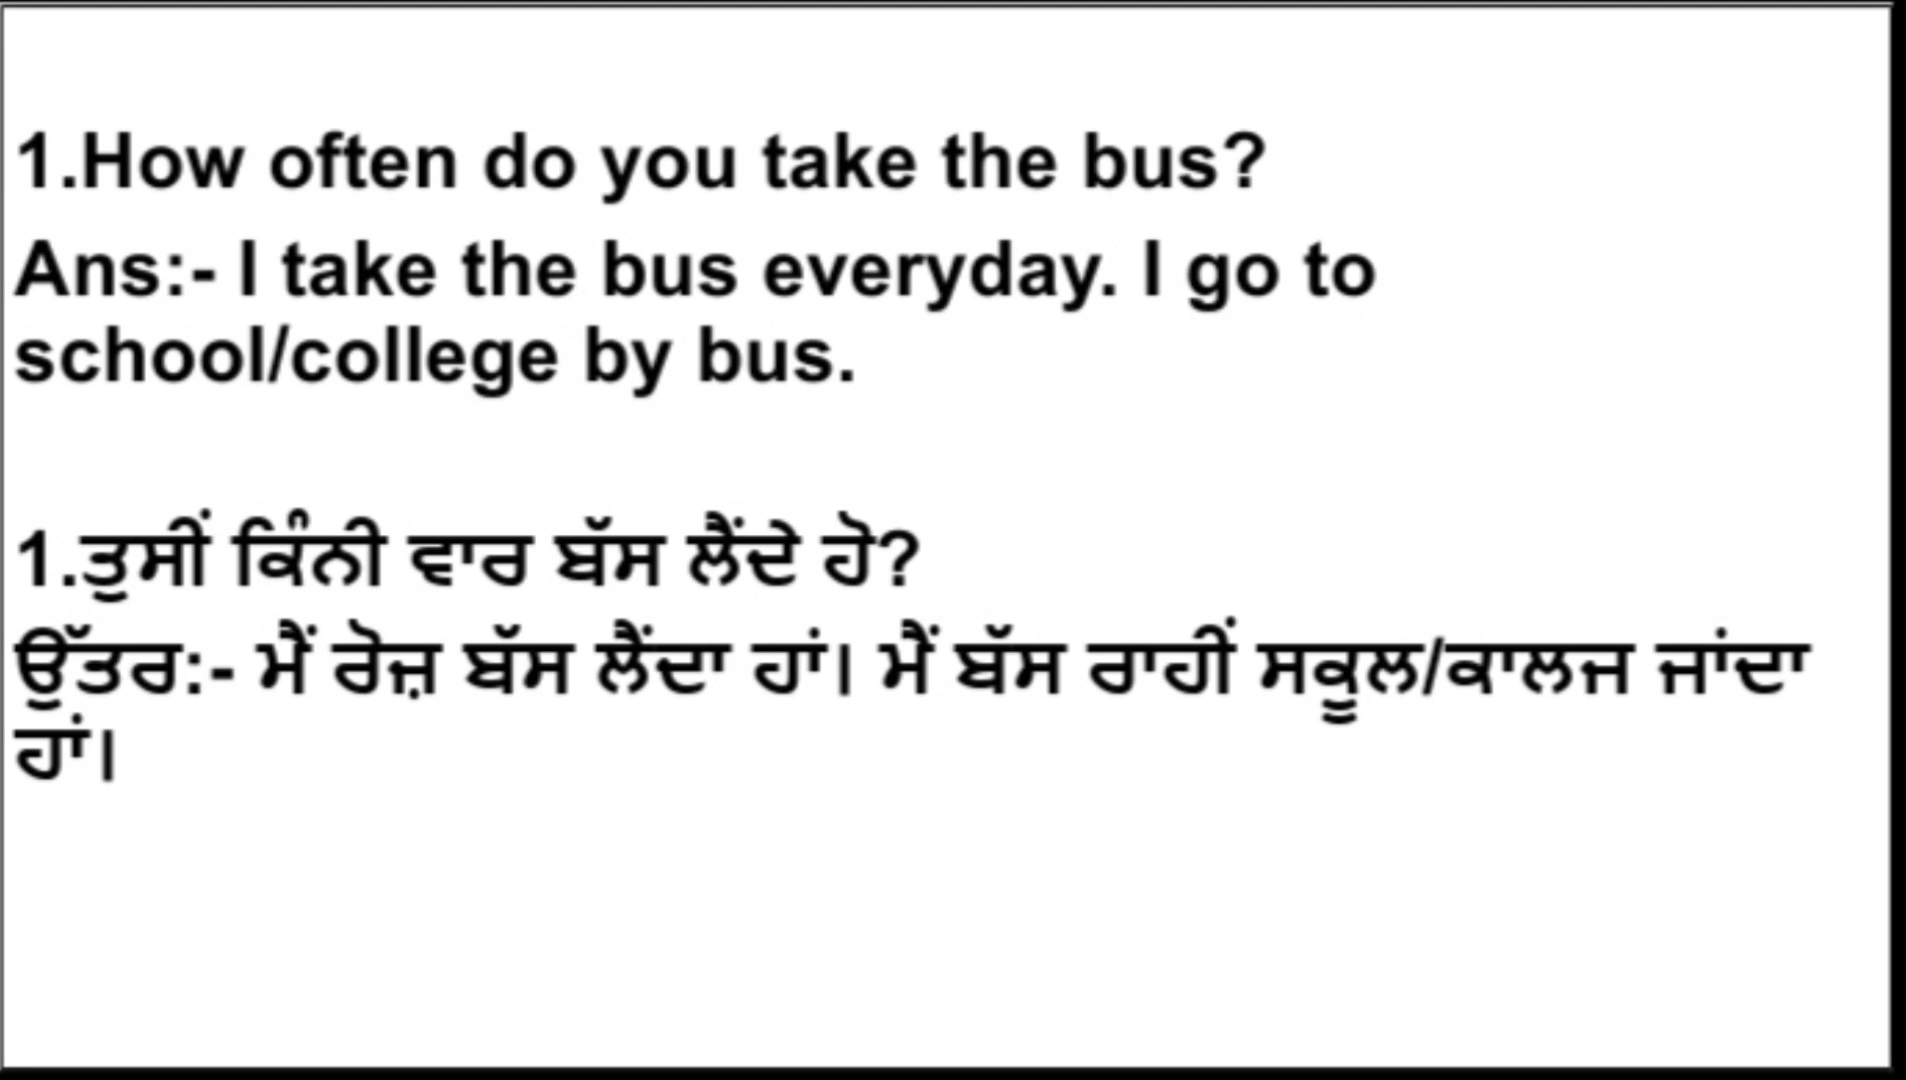 1.How often do you take the bus?
Ans:- I take the bus everyday. I go to
school/college by bus.
1.ਤੁਸੀਂ ਕਿੰਨੀ ਵਾਰ ਬੱਸ ਲੈਂਦੇ ਹੋ?
ਉੱਤਰ:- ਮੈਂ ਰੋਜ਼ ਬੱਸ ਲੈਂਦਾ ਹਾਂ। ਮੈਂ ਬੱਸ ਰਾਹੀਂ ਸਕੂਲ/ਕਾਲਜ ਜਾਂਦਾ
ਹਾਂ।